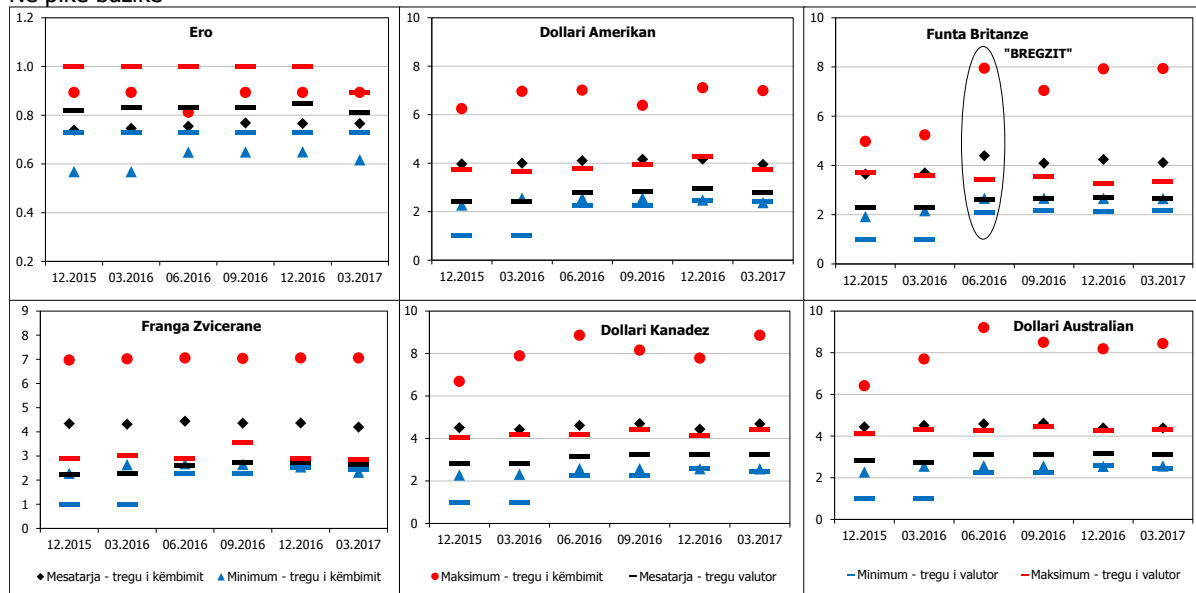 Në pikë bazike
Ero
1.2
1.0
0.8
0.6
0.4
0.2
12.2015 03.2016 06.2016 09.2016 12.2016 03.2017
Dollari Amerikan
10
8
6
4
2
0
12.2015 03.2016 06.2016 09.2016 12.2016 03.2017
Funta Britanze
"BREGZIT"
10
8
6
4
2
0
12.2015 03.2016 06.2016 09.2016 12.2016 03.2017
Franga Zvicerane
9
8
7
6
5
4
3
2
1
0
12.2015 03.2016 06.2016 09.2016 12.2016 03.2017
Dollari Kanadez
10
8
6
4
2
0
12.2015 03.2016 06.2016 09.2016 12.2016 03.2017
Dollari Australian
10
8
6
4
2
0
12.2015 03.2016 06.2016 09.2016 12.2016 03.2017
Mesatarja - tregu i këmbimit Minimum - tregu i këmbimit Maksimum - tregu i këmbimit Mesatarja - tregu valutor Minimum - tregu i valutor Maksimum - tregu i valutor